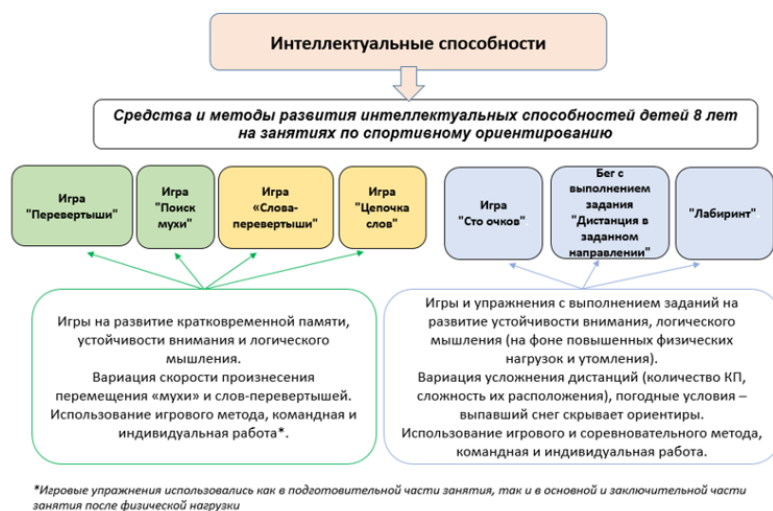 Интеллектуальные способности
Средства и методы развития интеллектуальных способностей детей 8 лет
на занятиях по спортивному ориентированию
Игра
"Перевертыши"
Игра
"Поиск
мухи"
Игра
«Слова-
перевертыши"
Игра
"Цепочка
слов"
Игра
"Сто очков".
Бег с
выполнением
задания
"Дистанция в
заданном
направлении"
"Лабиринт".
Игры на развитие кратковременной памяти,
устойчивости внимания и логического
мышления.
Вариация скорости произнесения
перемещения «мухи» и слов-перевертышей.
Использование игрового метода, командная и
индивидуальная работа*.
Игры и упражнения с выполнением заданий на
развитие устойчивости внимания, логического
мышления (на фоне повышенных физических
нагрузок и утомления).
Вариация усложнения дистанций (количество КП,
сложность их расположения), погодные условия –
выпавший снег скрывает ориентиры.
Использование игрового и соревновательного метода,
командная и индивидуальная работа.
*Игровые упражнения использовались как в подготовительной части занятия, так и в основной и заключительной части
занятия после физической нагрузки